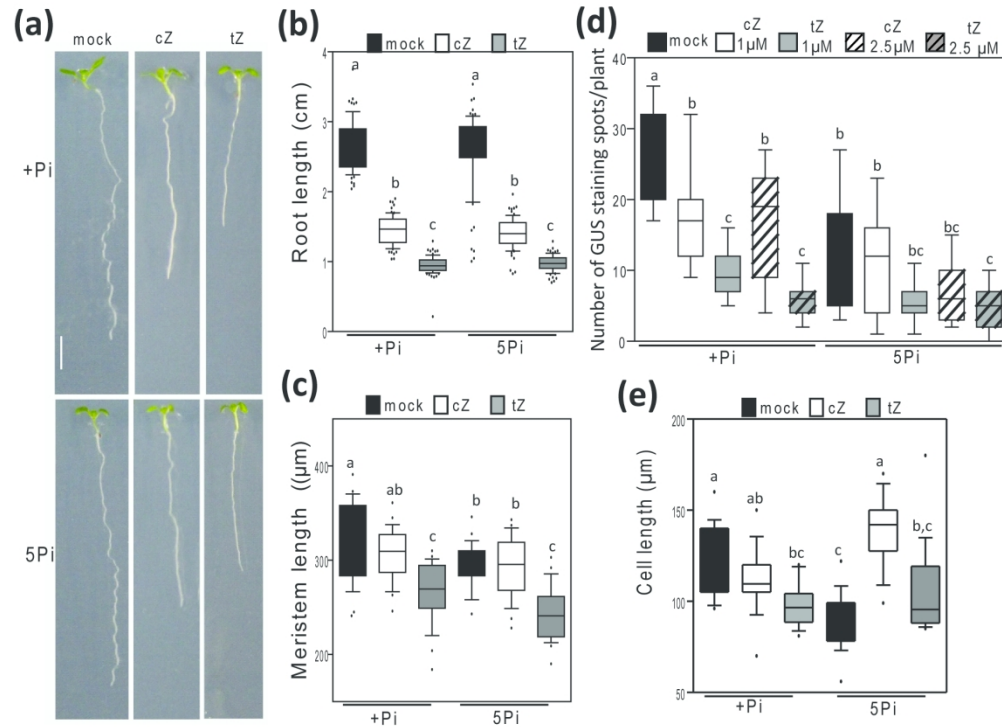 (a)
mock cZ tZ
+Pi
5Pi
(b)
mock cZ tZ
Root length (cm)
4
3
2
1
0
a
b
c
a
b
c
+Pi 5Pi
(c)
mock cZ tZ
Meristem length ((µm)
400
300
200
a
ab
c
b
b
c
+Pi 5Pi
(d)
mock cZ 1µM tZ 1µM cZ 2.5µM tZ 2.5 µM
Number of GUS staining spots/plant
40
30
20
10
0
a
b
c
b
c
b
b
bc
bc
c
+Pi 5Pi
(e)
mock cZ tZ
Cell length (µm)
200
150
100
50
a
ab
bc
c
a
b,c
+Pi 5Pi